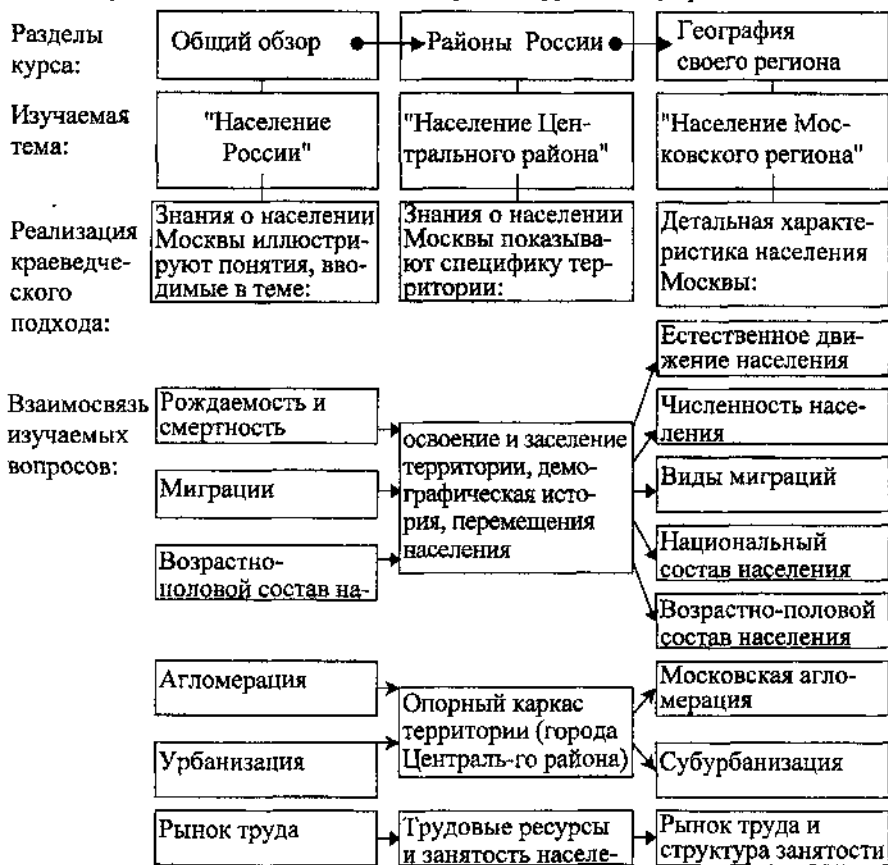 Разделы
курса:
Общий обзор
Районы России
География
своего региона
Изучаемая
тема:
"Население
России"
"Население Цен-
трального района"
"Население Мос-
ковского региона"
Реализация
краеведче-
ского
подхода:
Знания о населении
Москвы иллюстри-
руют понятия, вво-
димые в теме:
Знания о населении
Москвы показыва-
ют специфику тер-
ритории:
Детальная характе-
ристика населения
Москвы:
Взаимосвязь
изучаемых
вопросов:
Рождаемость и
смертность
Миграции
Возрастно-
половой состав на-
освоение и заселение
территории, демо-
графическая исто-
рия, перемещения
населения
Естественное дви-
жение населения
Численность насе-
ления
Виды миграций
Национальный
состав населения
Возрастно-половой
состав населения
Агломерация
Урбанизация
Опорный каркас
территории (города
Централь-го района)
Московская агло-
мерация
Субурбанизация
Рынок труда
Трудовые ресурсы
и занятость населе-
Рынок труда и
структура занятости